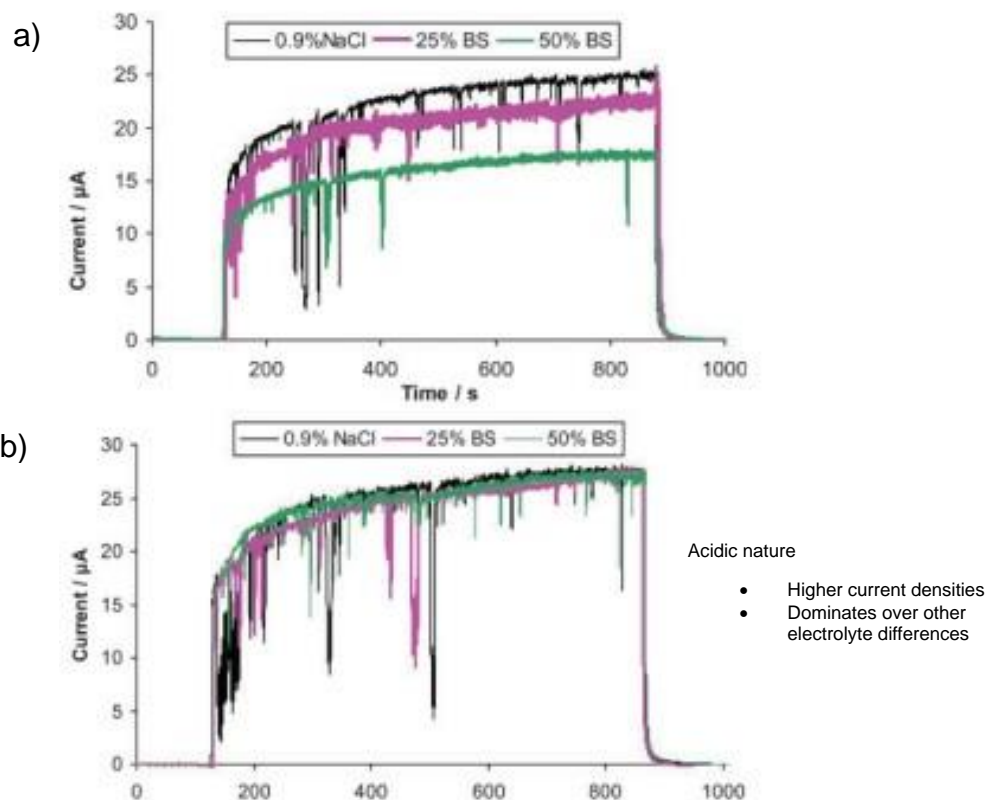 a)
30
0.9%NaCl 25% BS 50% BS
25
20
15
10
5
0
Current / µA
0 200 400 600 800 1000
Time / s
b)
30
0.9% NaCl 25% BS 50% BS
25
20
15
10
5
0
Current / µA
0 200 400 600 800 1000
Acidic nature
• Higher current densities
• Dominates over other
electrolyte differences